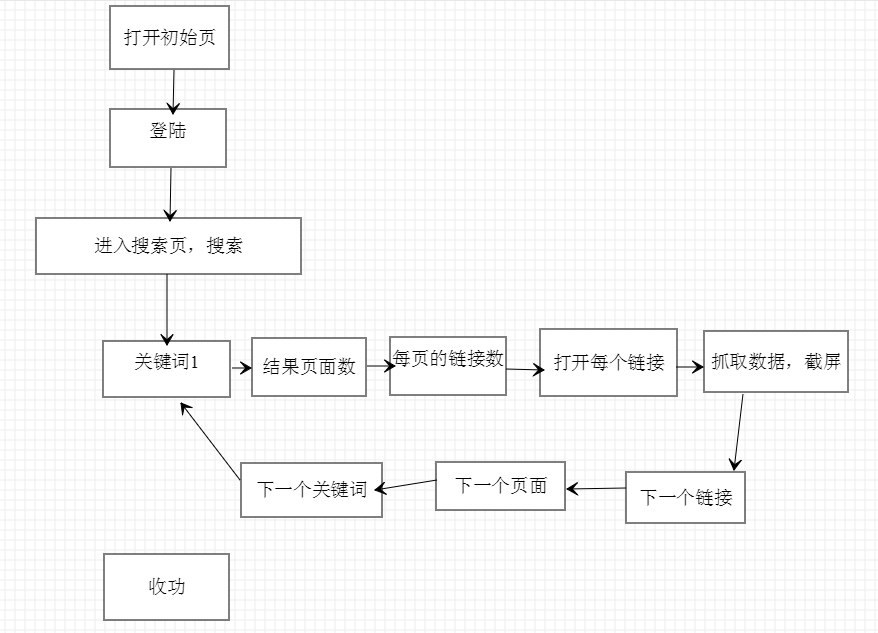 打开初始页
登陆
进入搜索页，搜索
关键词1
结果页面数
每页的链接数
打开每个链接
抓取数据，截屏
下一个链接
下一个页面
下一个关键词
收功